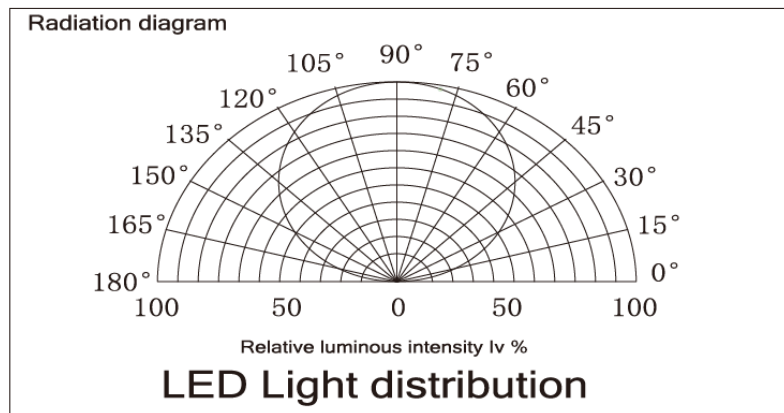 Radiation diagram
90°
105° 75°
120° 60°
135° 45°
150° 30°
165° 15°
180° 0°
100 50 0 50 100
Relative luminous intensity Iv %
LED Light distribution